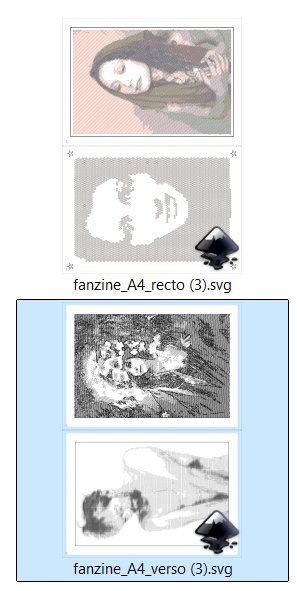 fanzine_A4_recto (3).svg
fanzine_A4_verso (3).svg